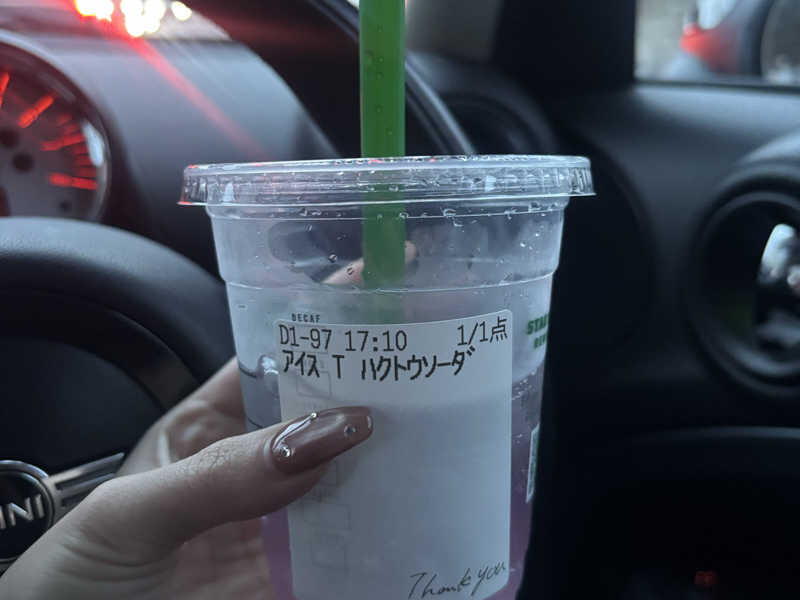 DECAF
D1-97 17:10 1/1点
アイス T ハクトウソーダ
Thank you